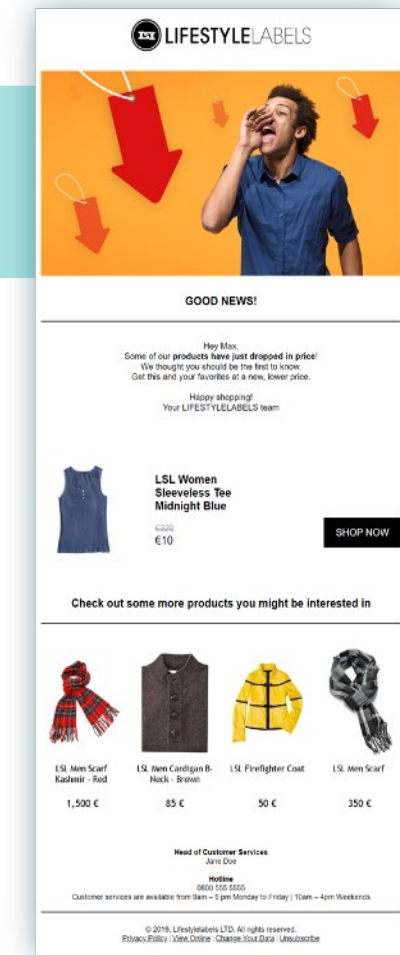 LSL LIFESTYLELABELS
GOOD NEWS!
Hey Max,
Some of our products have just dropped in price!
We thought you should be the first to know.
Get this and your favorites at a new, lower price.
Happy shopping!
Your LIFESTYLELABELS team
LSL Women
Sleeveless Tee
Midnight Blue
€320
€10
SHOP NOW
Check out some more products you might be interested in
LSL Men Scarf
Kashmir - Red
LSL Men Cardigan B-
Neck - Brown
LSL Firefighter Coat
LSL Men Scarf
1,500 €
85 €
50 €
350 €
Head of Customer Services
Jane Doe
Hotline
0800 555 5555
Customer services are available from 9am – 9 pm Monday to Friday | 10am – 4pm Weekends
© 2019. Lifestylelabels LTD. All rights reserved.
Privacy Policy | View Online | Change Your Data | Unsubscribe